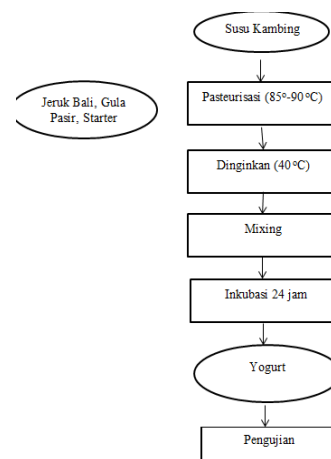 Susu Kambing
Jeruk Bali, Gula
Pasir, Starter
Pasteurisasi (85°-90°C)
Dinginkan (40°C)
Mixing
Inkubasi 24 jam
Yogurt
Pengujian